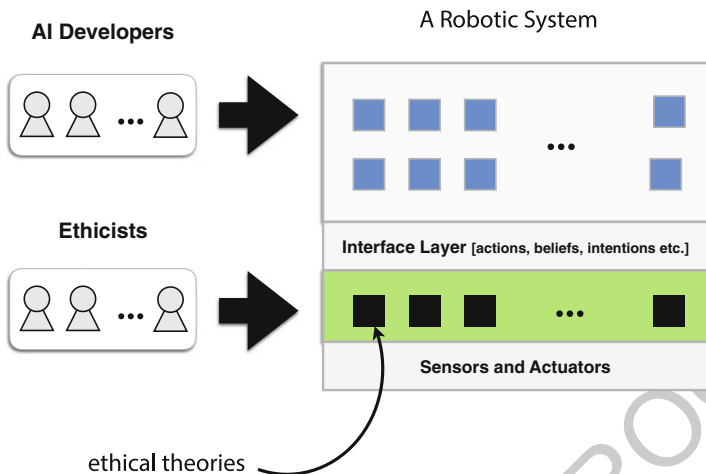 AI Developers
A Robotic System
...
...
Ethicists
Interface Layer [actions, beliefs, intentions etc.]
...
...
Sensors and Actuators
ethical theories